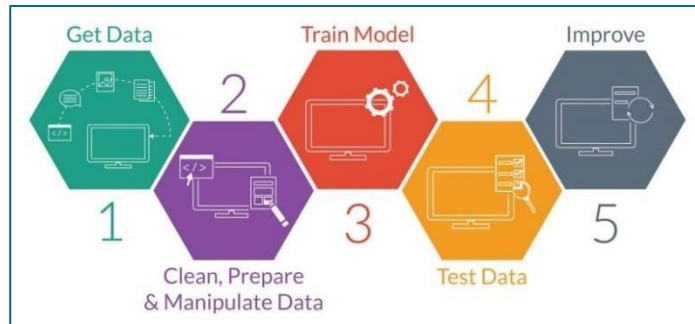 Get Data
1
2
Clean, Prepare
& Manipulate Data
Train Model
3
4
Test Data
Improve
5
</>
</>